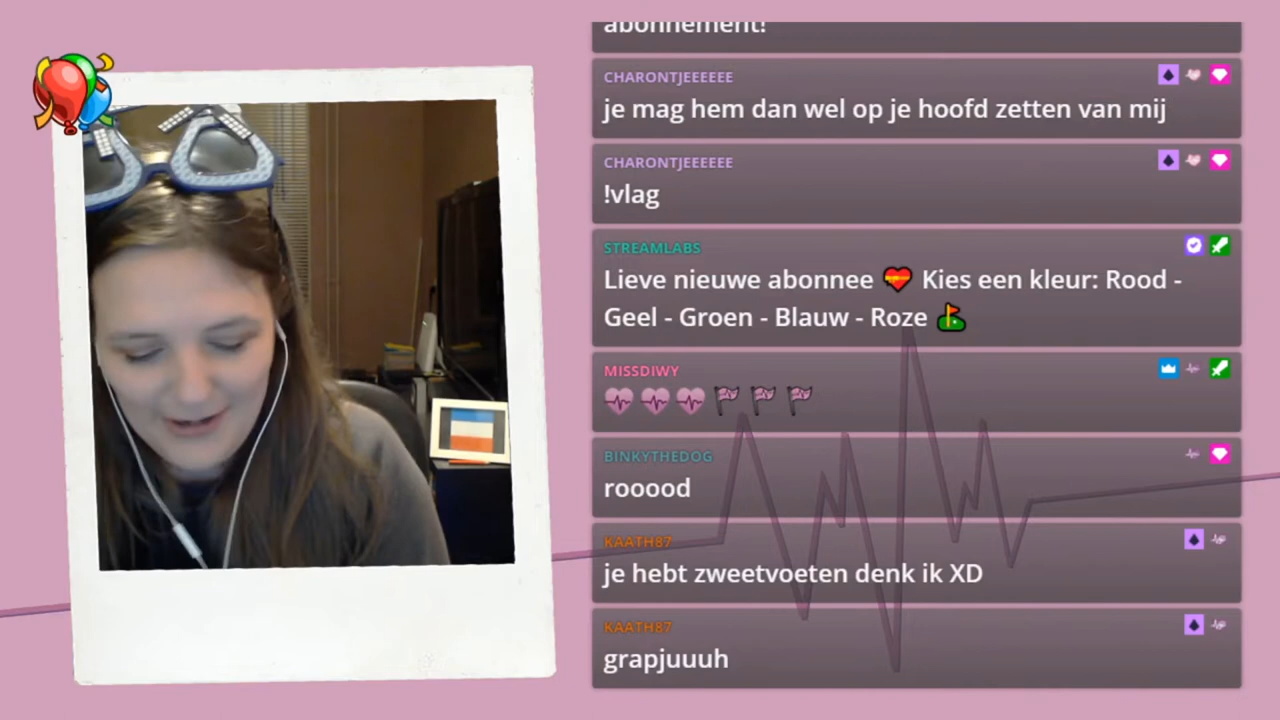 abonnement!
CHARONTJEEEEEE
je mag hem dan wel op je hoofd zetten van mij
CHARONTJEEEEEE
!vlag
STREAMLABS
Lieve nieuwe abonnee Kies een kleur: Rood -
Geel - Groen - Blauw - Roze
MISSDIWY
BINKYTHEDOG
rooood
KAATH87
je hebt zweetvoeten denk ik XD
KAATH87
grapjuuuh